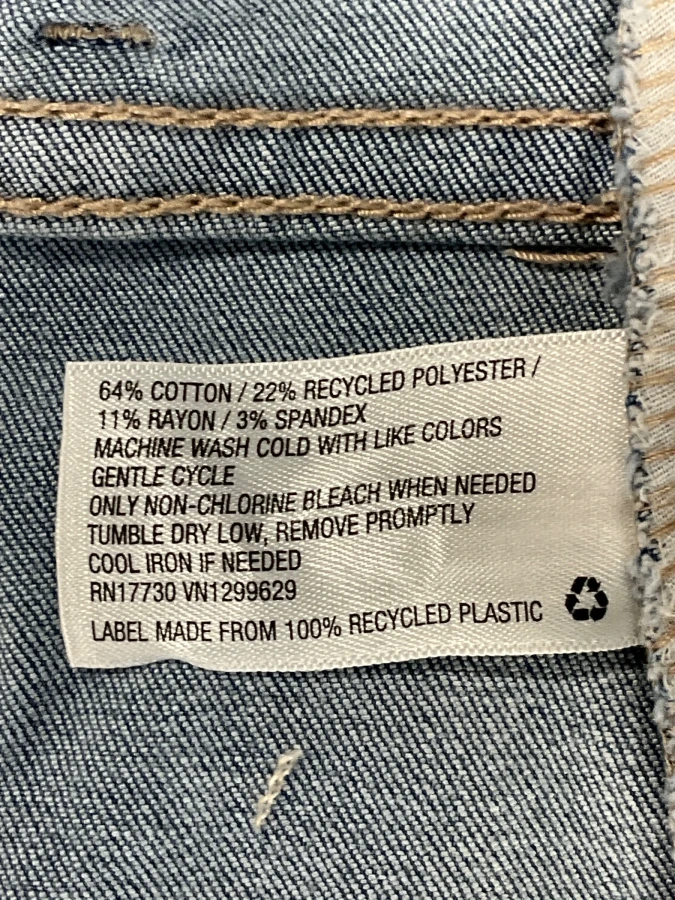 64% COTTON / 22% RECYCLED POLYESTER /
11% RAYON / 3% SPANDEX
MACHINE WASH COLD WITH LIKE COLORS
GENTLE CYCLE
ONLY NON-CHLORINE BLEACH WHEN NEEDED
TUMBLE DRY LOW, REMOVE PROMPTLY
COOL IRON IF NEEDED
RN17730 VN1299629
LABEL MADE FROM 100% RECYCLED PLASTIC